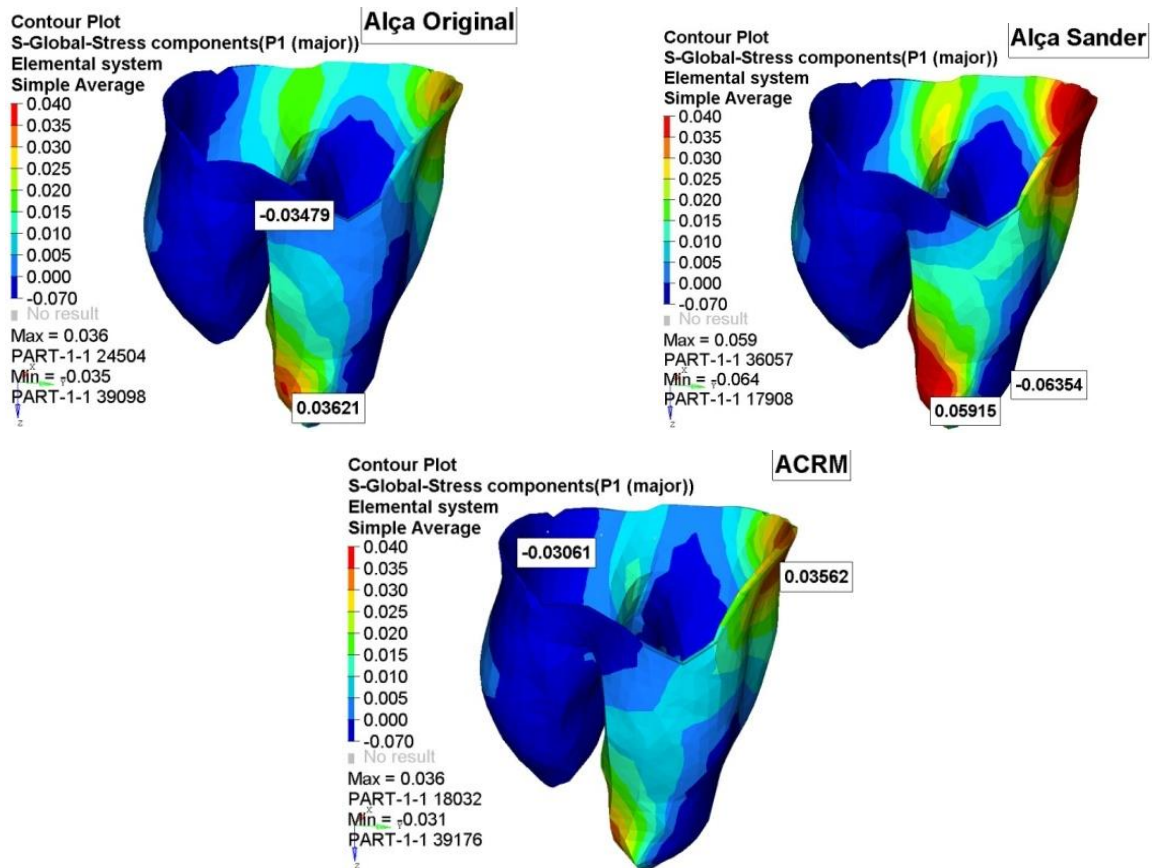 Alça Original
Contour Plot
S-Global-Stress components(P1 (major))
Elemental system
Simple Average
0.040
0.035
0.030
0.025
0.020
0.015
0.010
0.005
0.000
-0.070
No result
Max = 0.036
PART-1-1 24504
Min = -0.035
PART-1-1 39098
X
Y
Z
-0.03479
0.03621
Alça Sander
Contour Plot
S-Global-Stress components(P1 (major))
Elemental system
Simple Average
0.040
0.035
0.030
0.025
0.020
0.015
0.010
0.005
0.000
-0.070
No result
Max = 0.059
PART-1-1 36057
Min = -0.064
PART-1-1 17908
X
Y
Z
-0.06354
0.05915
ACRM
Contour Plot
S-Global-Stress components(P1 (major))
Elemental system
Simple Average
0.040
0.035
0.030
0.025
0.020
0.015
0.010
0.005
0.000
-0.070
No result
Max = 0.036
PART-1-1 18032
Min = -0.031
PART-1-1 39176
X
Y
Z
-0.03061
0.03562